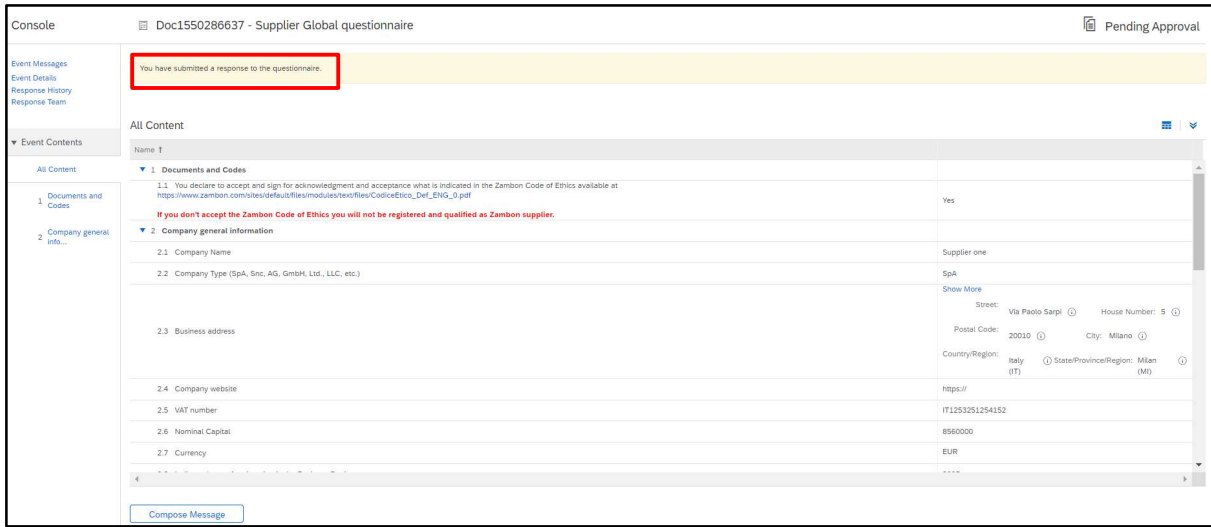 Console
Doc1550286637 - Supplier Global questionnaire
Pending Approval
Event Messages
Event Details
Response History
Response Team
You have submitted a response to the questionnaire.
▼ Event Contents
All Content
1 Documents and
Codes
2 Company general
info...
All Content
Name ↑
▼ 1 Documents and Codes
1.1 You declare to accept and sign for acknowledgment and acceptance what is indicated in the Zambon Code of Ethics available at
https://www.zambon.com/sites/default/files/modules/text/files/CodiceEtico_Def_ENG_0.pdf
Yes
If you don't accept the Zambon Code of Ethics you will not be registered and qualified as Zambon supplier.
▼ 2 Company general information
2.1 Company Name
Supplier one
2.2 Company Type (SpA, Snc, AG, GmbH, Ltd., LLC, etc.)
SpA
2.3 Business address
Show More
Street: Via Paolo Sarpi House Number: 5
Postal Code: 20010 City: Milano
Country/Region: Italy (IT) State/Province/Region: Milan (MI)
2.4 Company website
https://
2.5 VAT number
IT1253251254152
2.6 Nominal Capital
8560000
2.7 Currency
EUR
Compose Message